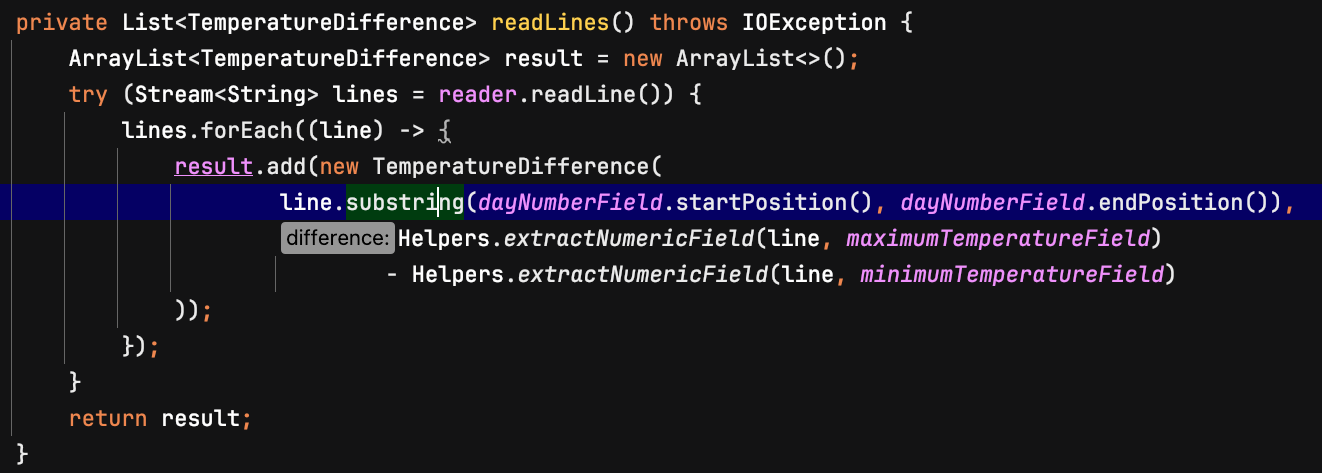 private List<TemperatureDifference> readLines() throws IOException {
    ArrayList<TemperatureDifference> result = new ArrayList<>();
    try (Stream<String> lines = reader.readLine()) {
        lines.forEach((line) -> {
            result.add(new TemperatureDifference(
                    line.substring(dayNumberField.startPosition(), dayNumberField.endPosition()),
                    difference: Helpers.extractNumericField(line, maximumTemperatureField)
                            - Helpers.extractNumericField(line, minimumTemperatureField)
            ));
        });
    }
    return result;
}